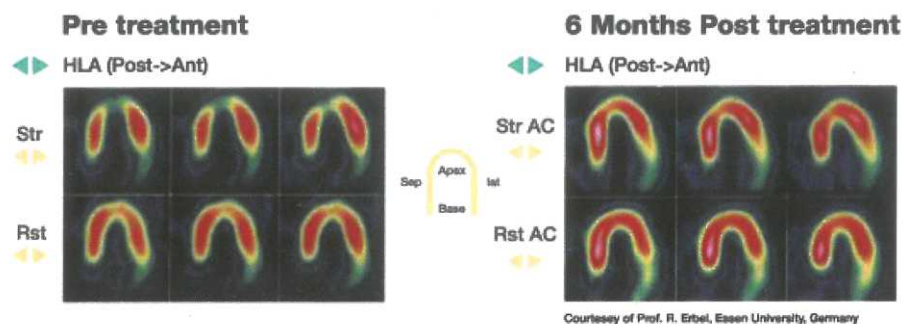 Pre treatment
HLA (Post->Ant)
Str
Rst
Apex
Sep
lat
Base
6 Months Post treatment
HLA (Post->Ant)
Str AC
Rst AC
Courtesey of Prof. R. Erbel, Essen University, Germany